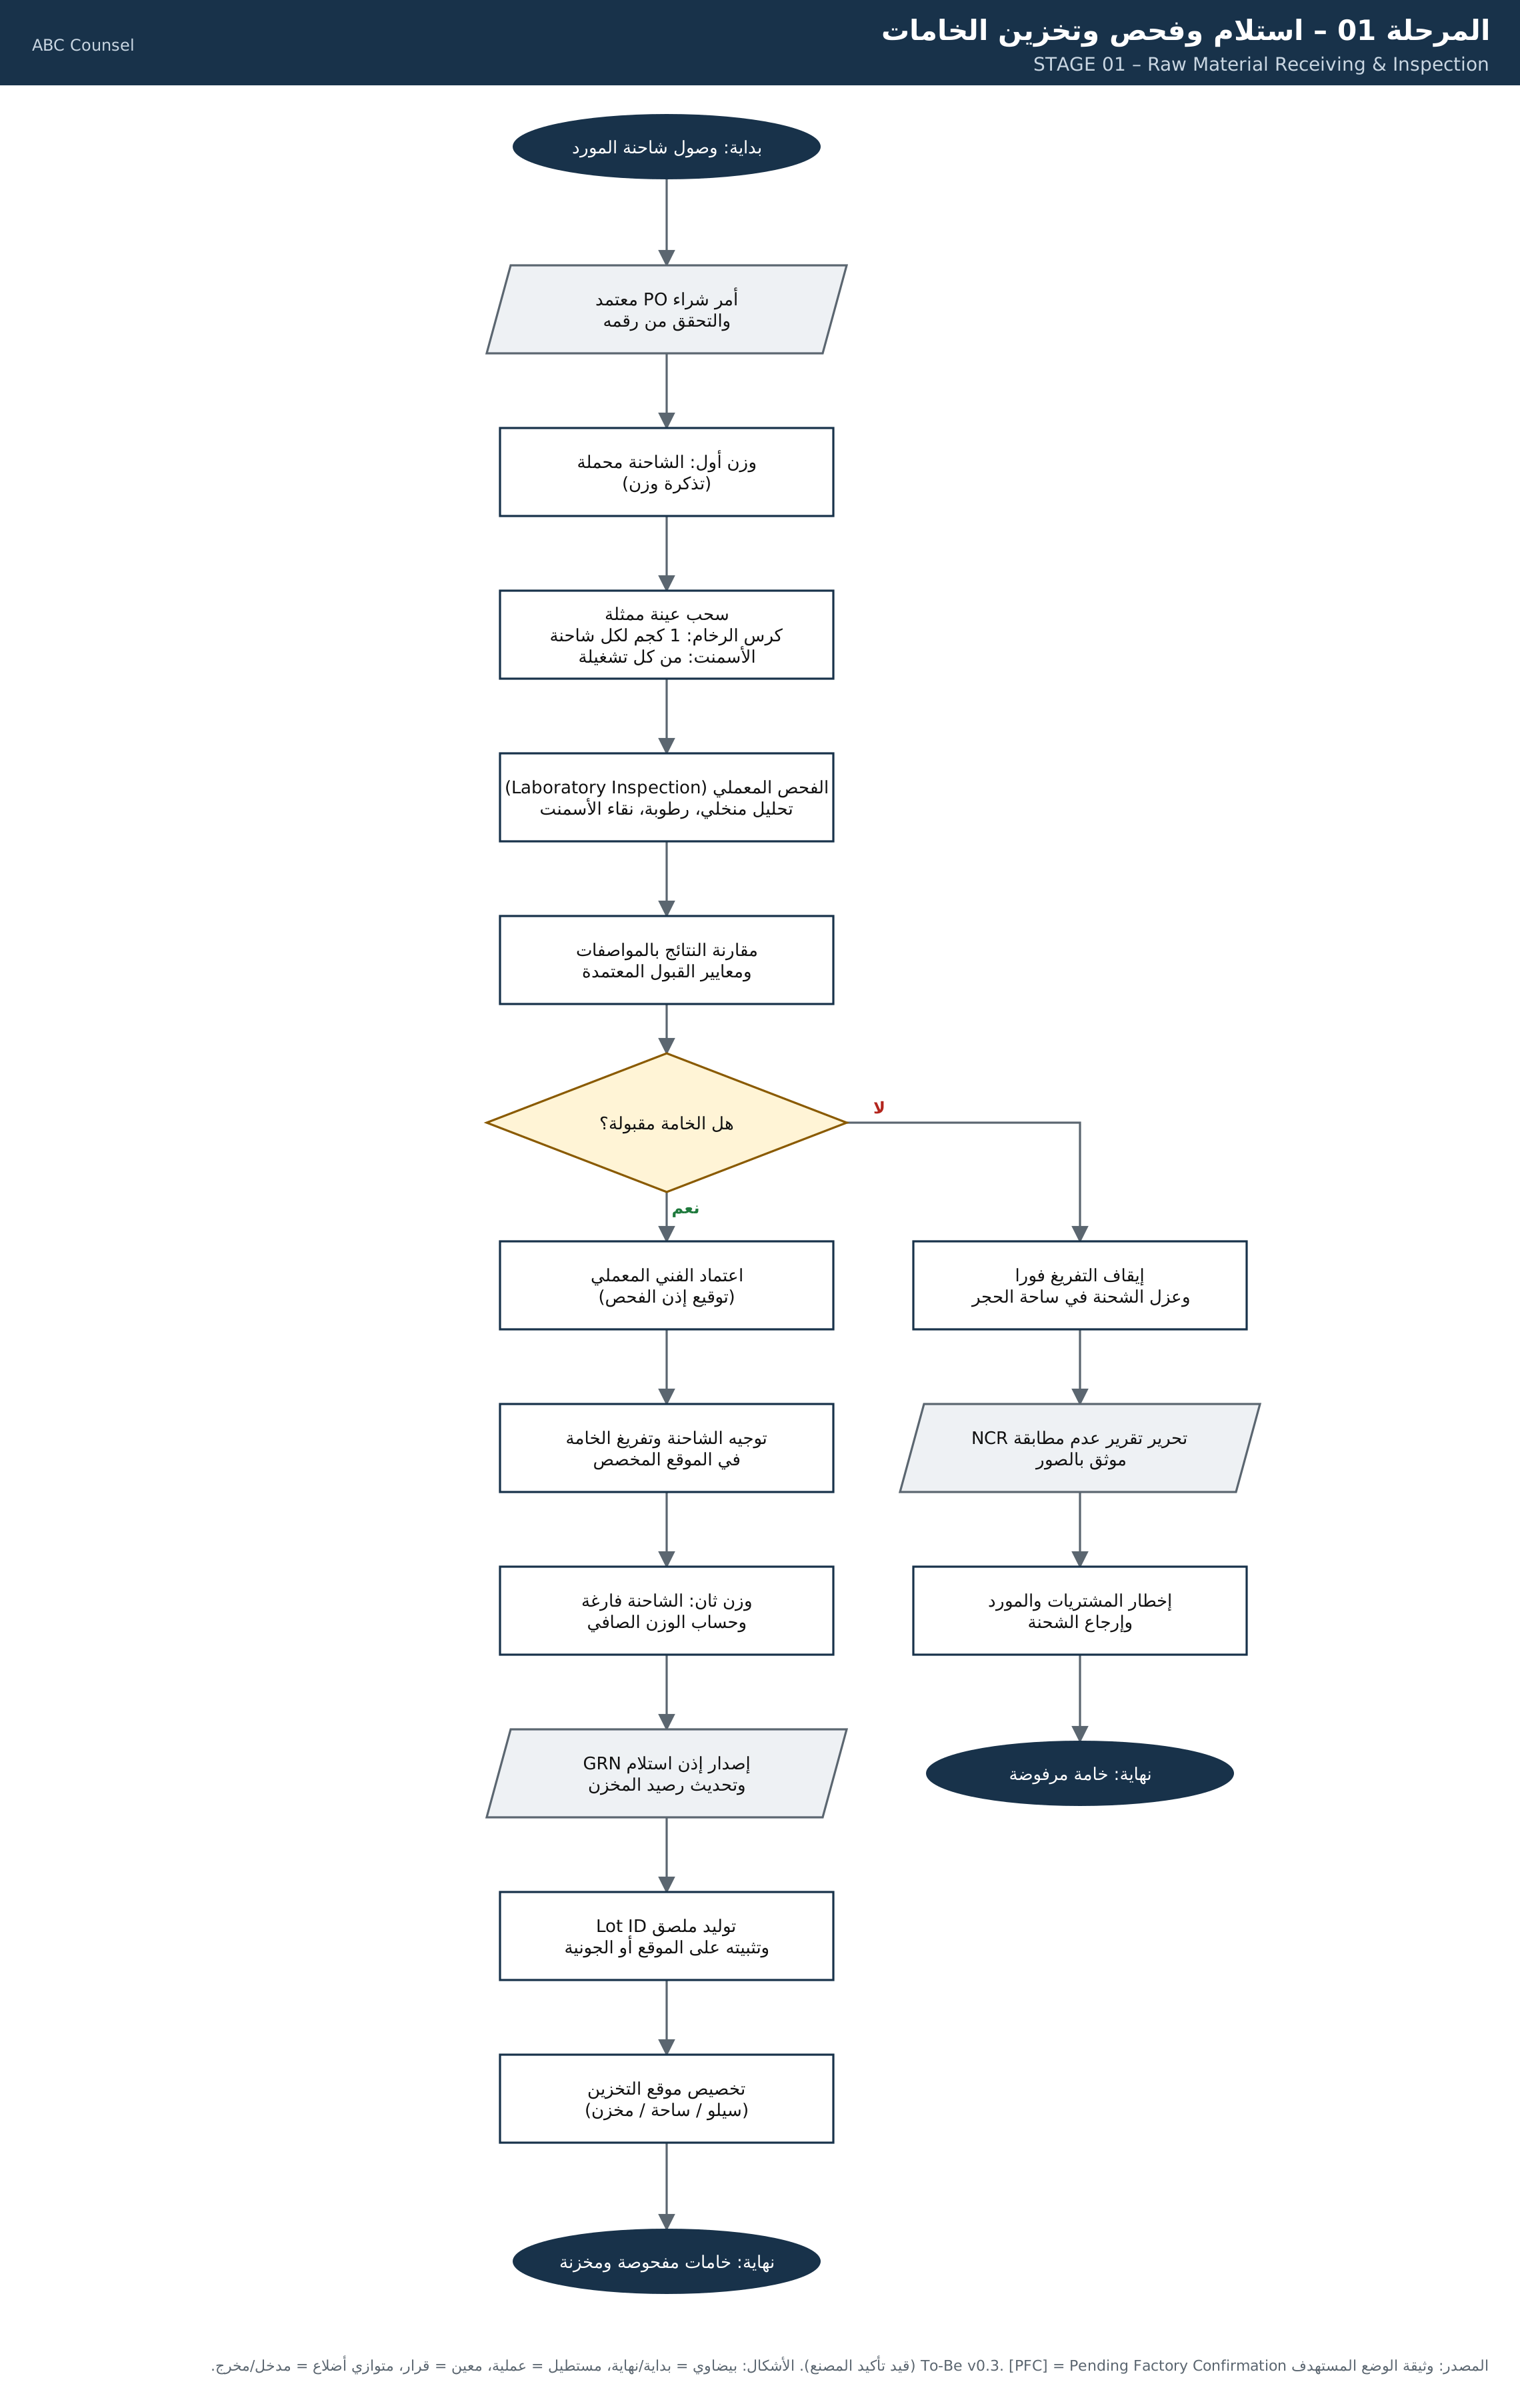 المرحلة 01 – استلام وفحص وتخزين الخامات
STAGE 01 – Raw Material Receiving & Inspection
ABC Counsel
بداية: وصول شاحنة المورد
أمر شراء PO معتمد
والتحقق من رقمه
وزن أول: الشاحنة محملة
(تذكرة وزن)
سحب عينة ممثلة
كرس الرخام: 1 كجم لكل شاحنة
الأسمنت: من كل تشغيلة
الفحص المعملي (Laboratory Inspection)
تحليل منخلي، رطوبة، نقاء الأسمنت
مقارنة النتائج بالمواصفات
ومعايير القبول المعتمدة
هل الخامة مقبولة؟
لا
نعم
اعتماد الفني المعملي
(توقيع إذن الفحص)
توجيه الشاحنة وتفريغ الخامة
في الموقع المخصص
وزن ثان: الشاحنة فارغة
وحساب الوزن الصافي
إصدار إذن استلام GRN
وتحديث رصيد المخزن
توليد ملصق Lot ID
وتثبيته على الموقع أو الجونية
تخصيص موقع التخزين
(سيلو / ساحة / مخزن)
نهاية: خامات مفحوصة ومخزنة
إيقاف التفريغ فورا
وعزل الشحنة في ساحة الحجر
تحرير تقرير عدم مطابقة NCR
موثق بالصور
إخطار المشتريات والمورد
وإرجاع الشحنة
نهاية: خامة مرفوضة
المصدر: وثيقة الوضع المستهدف To-Be v0.3. [PFC] = Pending Factory Confirmation (قيد تأكيد المصنع). الأشكال: بيضاوي = بداية/نهاية، مستطيل = عملية، معين = قرار، متوازي أضلاع = مدخل/مخرج.